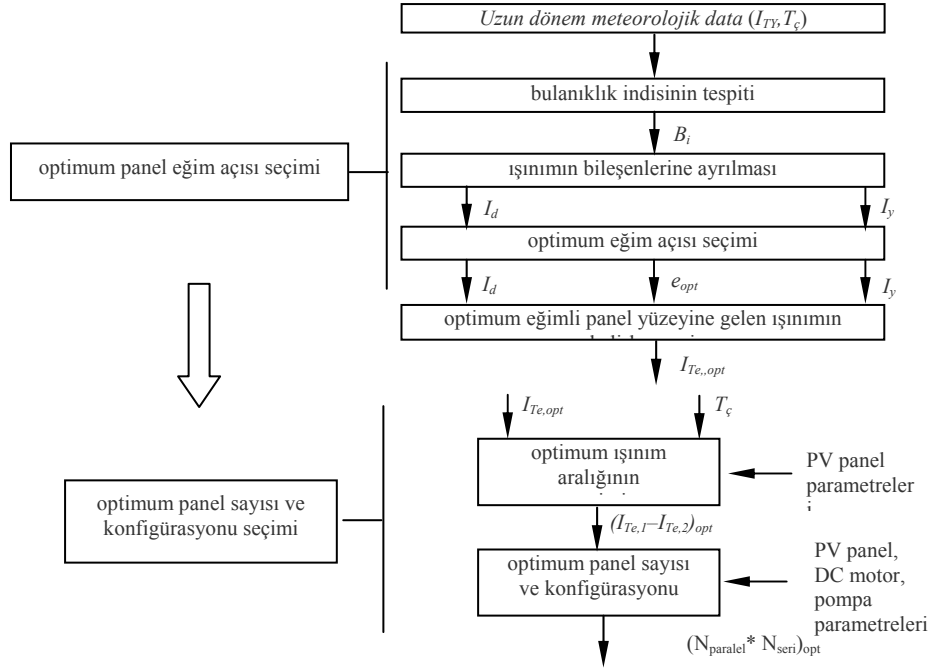 Uzun dönem meteorolojik data (I_TY,T_ç)
bulanıklık indisinin tespiti
B_i
optimum panel eğim açısı seçimi
ışınımın bileşenlerine ayrılması
I_d
I_y
optimum eğim açısı seçimi
I_d
e_opt
I_y
optimum eğimli panel yüzeyine gelen ışınımın
I_Te,,opt
I_Te,opt
T_ç
optimum ışınım
aralığının
PV panel
parametreler
i
optimum panel sayısı ve
konfigürasyonu seçimi
(I_Te,1–I_Te,2)_opt
optimum panel sayısı
ve konfigürasyonu
PV panel,
DC motor,
pompa
parametreleri
(N_paralel* N_seri)_opt